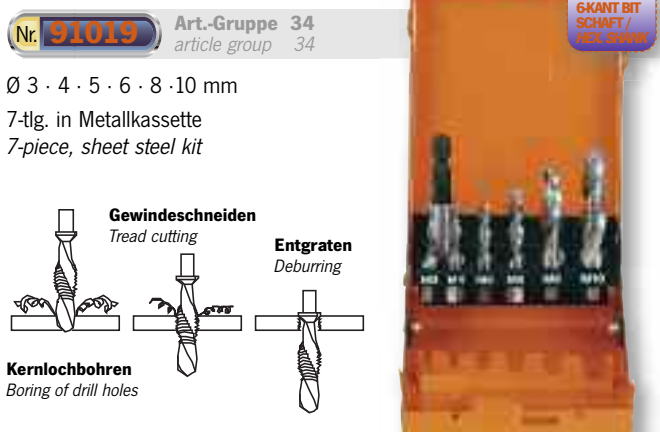 Nr. 91019
Art.-Gruppe 34
article group 34
6-KANT BIT
SCHAFT /
HEX. SHANK
Ø 3 · 4 · 5 · 6 · 8 ·10 mm
7-tlg. in Metallkassette
7-piece, sheet steel kit
Gewindeschneiden
Tread cutting
Entgraten
Deburring
Kernlochbohren
Boring of drill holes